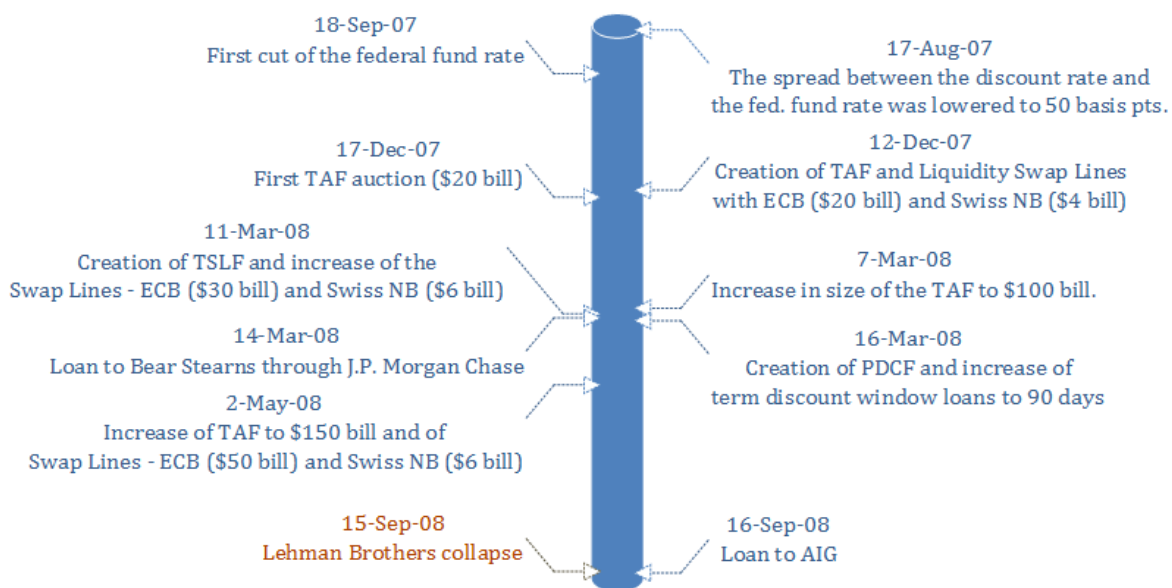 18-Sep-07
First cut of the federal fund rate
17-Aug-07
The spread between the discount rate and
the fed. fund rate was lowered to 50 basis pts.
17-Dec-07
First TAF auction ($20 bill)
12-Dec-07
Creation of TAF and Liquidity Swap Lines
with ECB ($20 bill) and Swiss NB ($4 bill)
11-Mar-08
Creation of TSLF and increase of the
Swap Lines - ECB ($30 bill) and Swiss NB ($6 bill)
7-Mar-08
Increase in size of the TAF to $100 bill.
14-Mar-08
Loan to Bear Stearns through J.P. Morgan Chase
16-Mar-08
Creation of PDCF and increase of
term discount window loans to 90 days
2-May-08
Increase of TAF to $150 bill and of
Swap Lines - ECB ($50 bill) and Swiss NB ($6 bill)
15-Sep-08
Lehman Brothers collapse
16-Sep-08
Loan to AIG